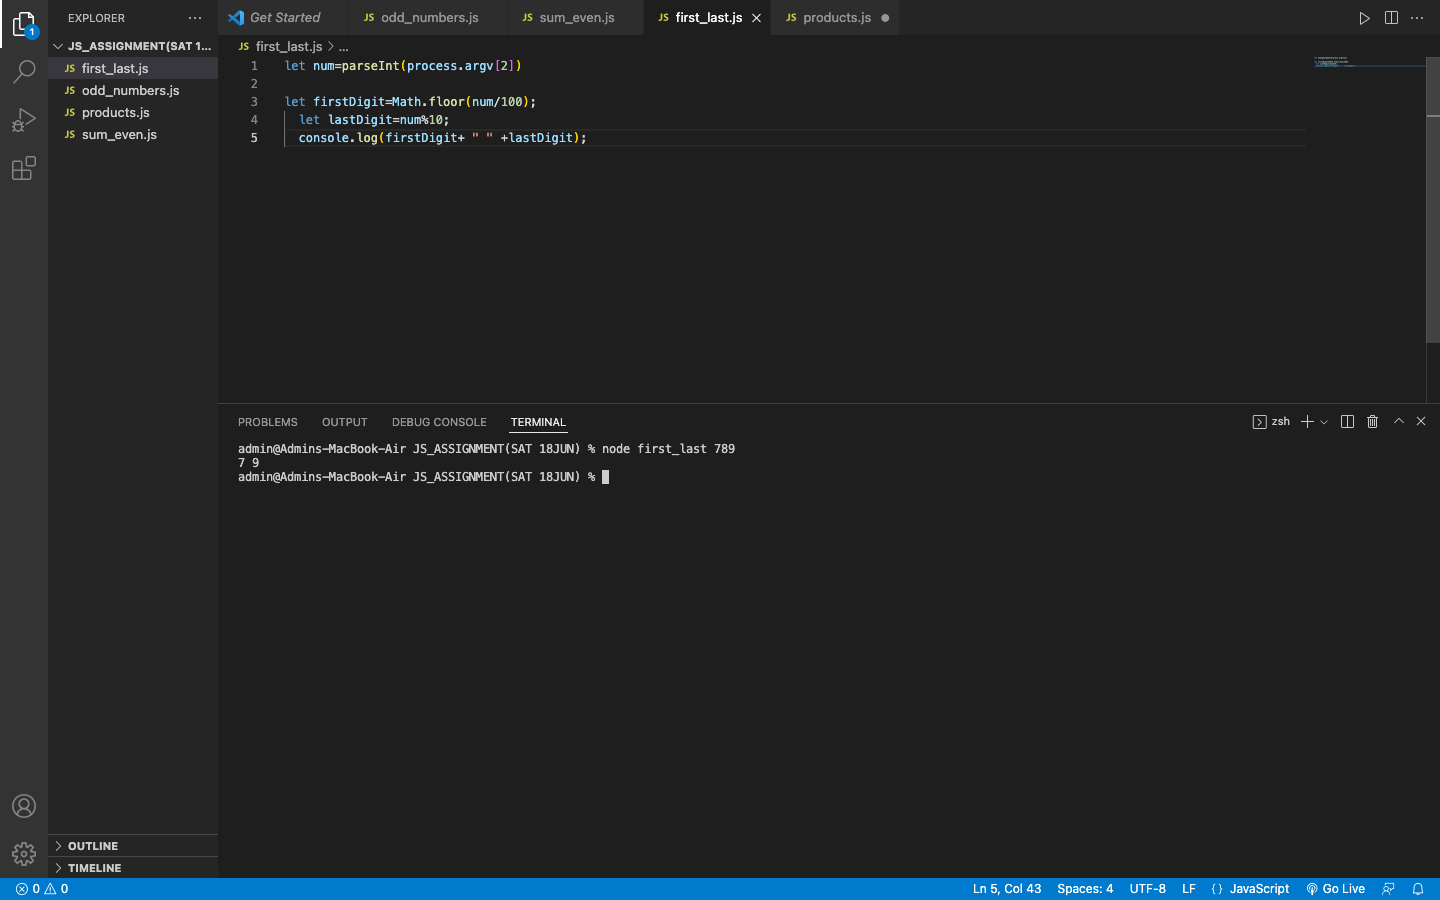 EXPLORER ...
1
JS_ASSIGNMENT(SAT 1...
JS first_last.js
JS odd_numbers.js
JS products.js
JS sum_even.js
OUTLINE
TIMELINE
Get Started JS odd_numbers.js JS sum_even.js JS first_last.js JS products.js
JS first_last.js > ...
1 let num=parseInt(process.argv[2])
2
3 let firstDigit=Math.floor(num/100);
4 let lastDigit=num%10;
5 console.log(firstDigit+ " " +lastDigit);
PROBLEMS OUTPUT DEBUG CONSOLE TERMINAL zsh
admin@Admins-MacBook-Air JS_ASSIGNMENT(SAT 18JUN) % node first_last 789
7 9
admin@Admins-MacBook-Air JS_ASSIGNMENT(SAT 18JUN) %
0 0 Ln 5, Col 43 Spaces: 4 UTF-8 LF {} JavaScript Go Live